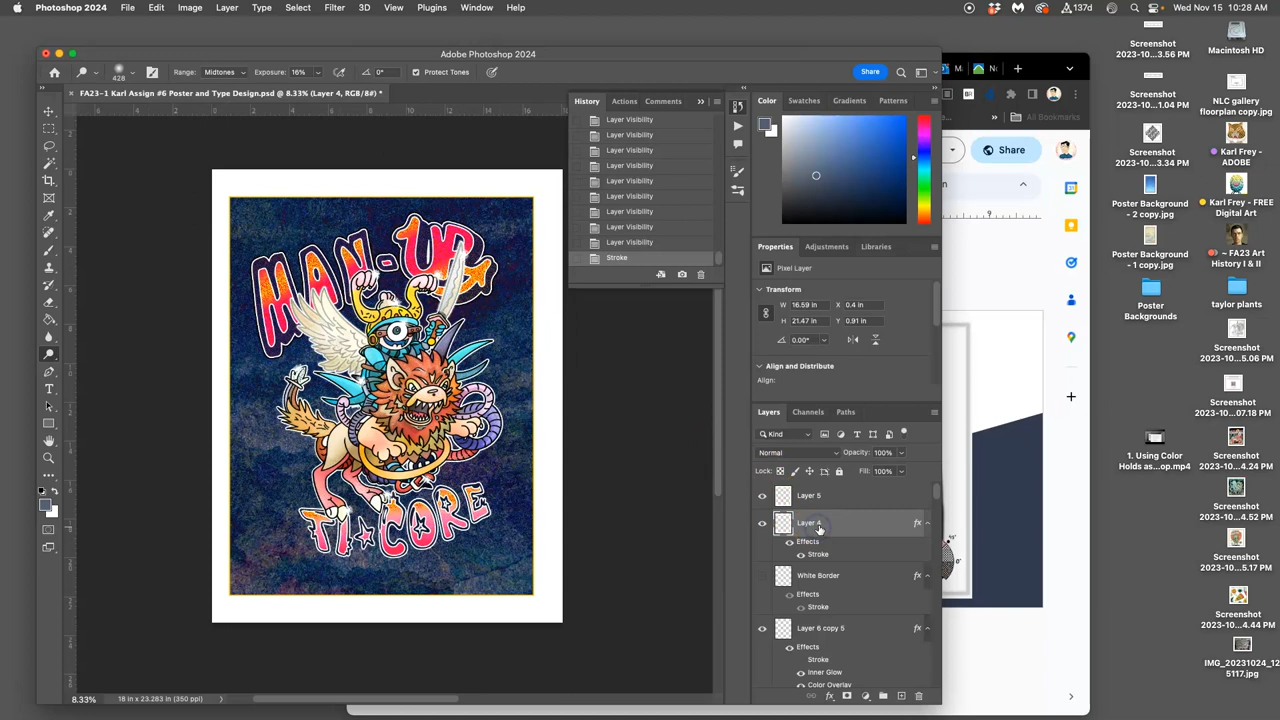 Photoshop 2024 File Edit Image Layer Type Select Filter 3D View Plugins Window Help 137d Wed Nov 15 10:28 AM
Adobe Photoshop 2024
428 Range: Midtones Exposure: 16% 0° Protect Tones Share
× FA23-1 Karl Assign #6 Poster and Type Design.psd @ 8.33% (Layer 4, RGB/8#) *
MAN-UP
TI★CORE
8.33% 18 in x 23.283 in (350 ppi)
History Actions Comments
Layer Visibility
Layer Visibility
Layer Visibility
Layer Visibility
Layer Visibility
Layer Visibility
Layer Visibility
Layer Visibility
Layer Visibility
Stroke
Color Swatches Gradients Patterns
Properties Adjustments Libraries
Pixel Layer
Transform
W 16.59 in X 0.4 in
H 21.47 in Y 0.91 in
0.00°
Align and Distribute
Align:
Layers Channels Paths
Kind
Normal Opacity: 100%
Lock: Fill: 100%
Layer 5
Layer 4 fx
Effects
Stroke
White Border fx
Effects
Stroke
Layer 6 copy 5 fx
Effects
Stroke
Inner Glow
Color Overlay
All Bookmarks
Share
9
0'
Screenshot
2023-10...3.56 PM
Macintosh HD
Screenshot
2023-10...1.04 PM
NLC gallery
floorplan copy.jpg
Screenshot
2023-10...3.34 PM
Karl Frey -
ADOBE
Poster Background
- 2 copy.jpg
Karl Frey - FREE
Digital Art
Poster Background
- 1 copy.jpg
~ FA23 Art
History I & II
Poster
Backgrounds
taylor plants
Screenshot
2023-10...5.06 PM
Screenshot
2023-10...07.18 PM
1. Using Color
Holds as...op.mp4
Screenshot
2023-10...4.24 PM
Screenshot
2023-10...4.52 PM
Screenshot
2023-10...5.17 PM
Screenshot
2023-10...4.44 PM
IMG_20231024_12
5117.jpg